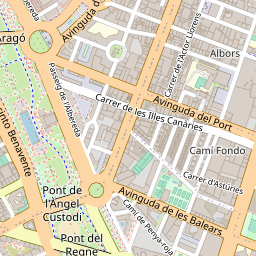 Albereda
Avinguda d
Aragó
Carrer de l'Actor Llorens
Albors
Passeig de l'Albereda
Carrer de les Illes Canàries
Avinguda del Port
Camí Fondo
cinto Benavente
Carrer d'Astúries
Pont de
l'Àngel
Custodi
Avinguda de les Balears
Camí de Penya-roja
Pont del
Regne